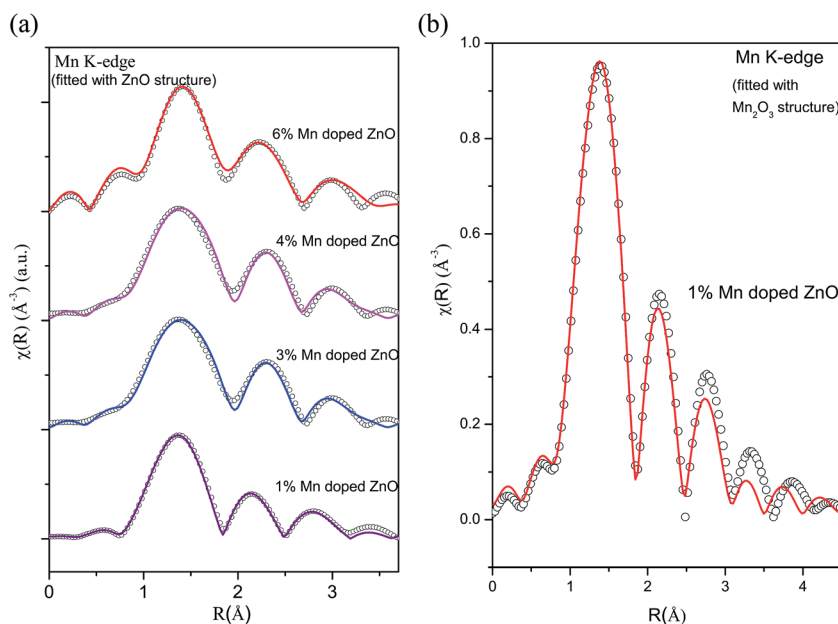 (a)
Mn K-edge
(fitted with ZnO structure)
6% Mn doped ZnO
4% Mn doped ZnO
3% Mn doped ZnO
1% Mn doped ZnO
χ(R) (Å⁻³) (a.u.)
0 1 2 3
R(Å)
(b)
Mn K-edge
(fitted with
Mn₂O₃ structure)
1% Mn doped ZnO
χ(R) (Å⁻³)
1.0
0.8
0.6
0.4
0.2
0.0
0 1 2 3 4
R(Å)